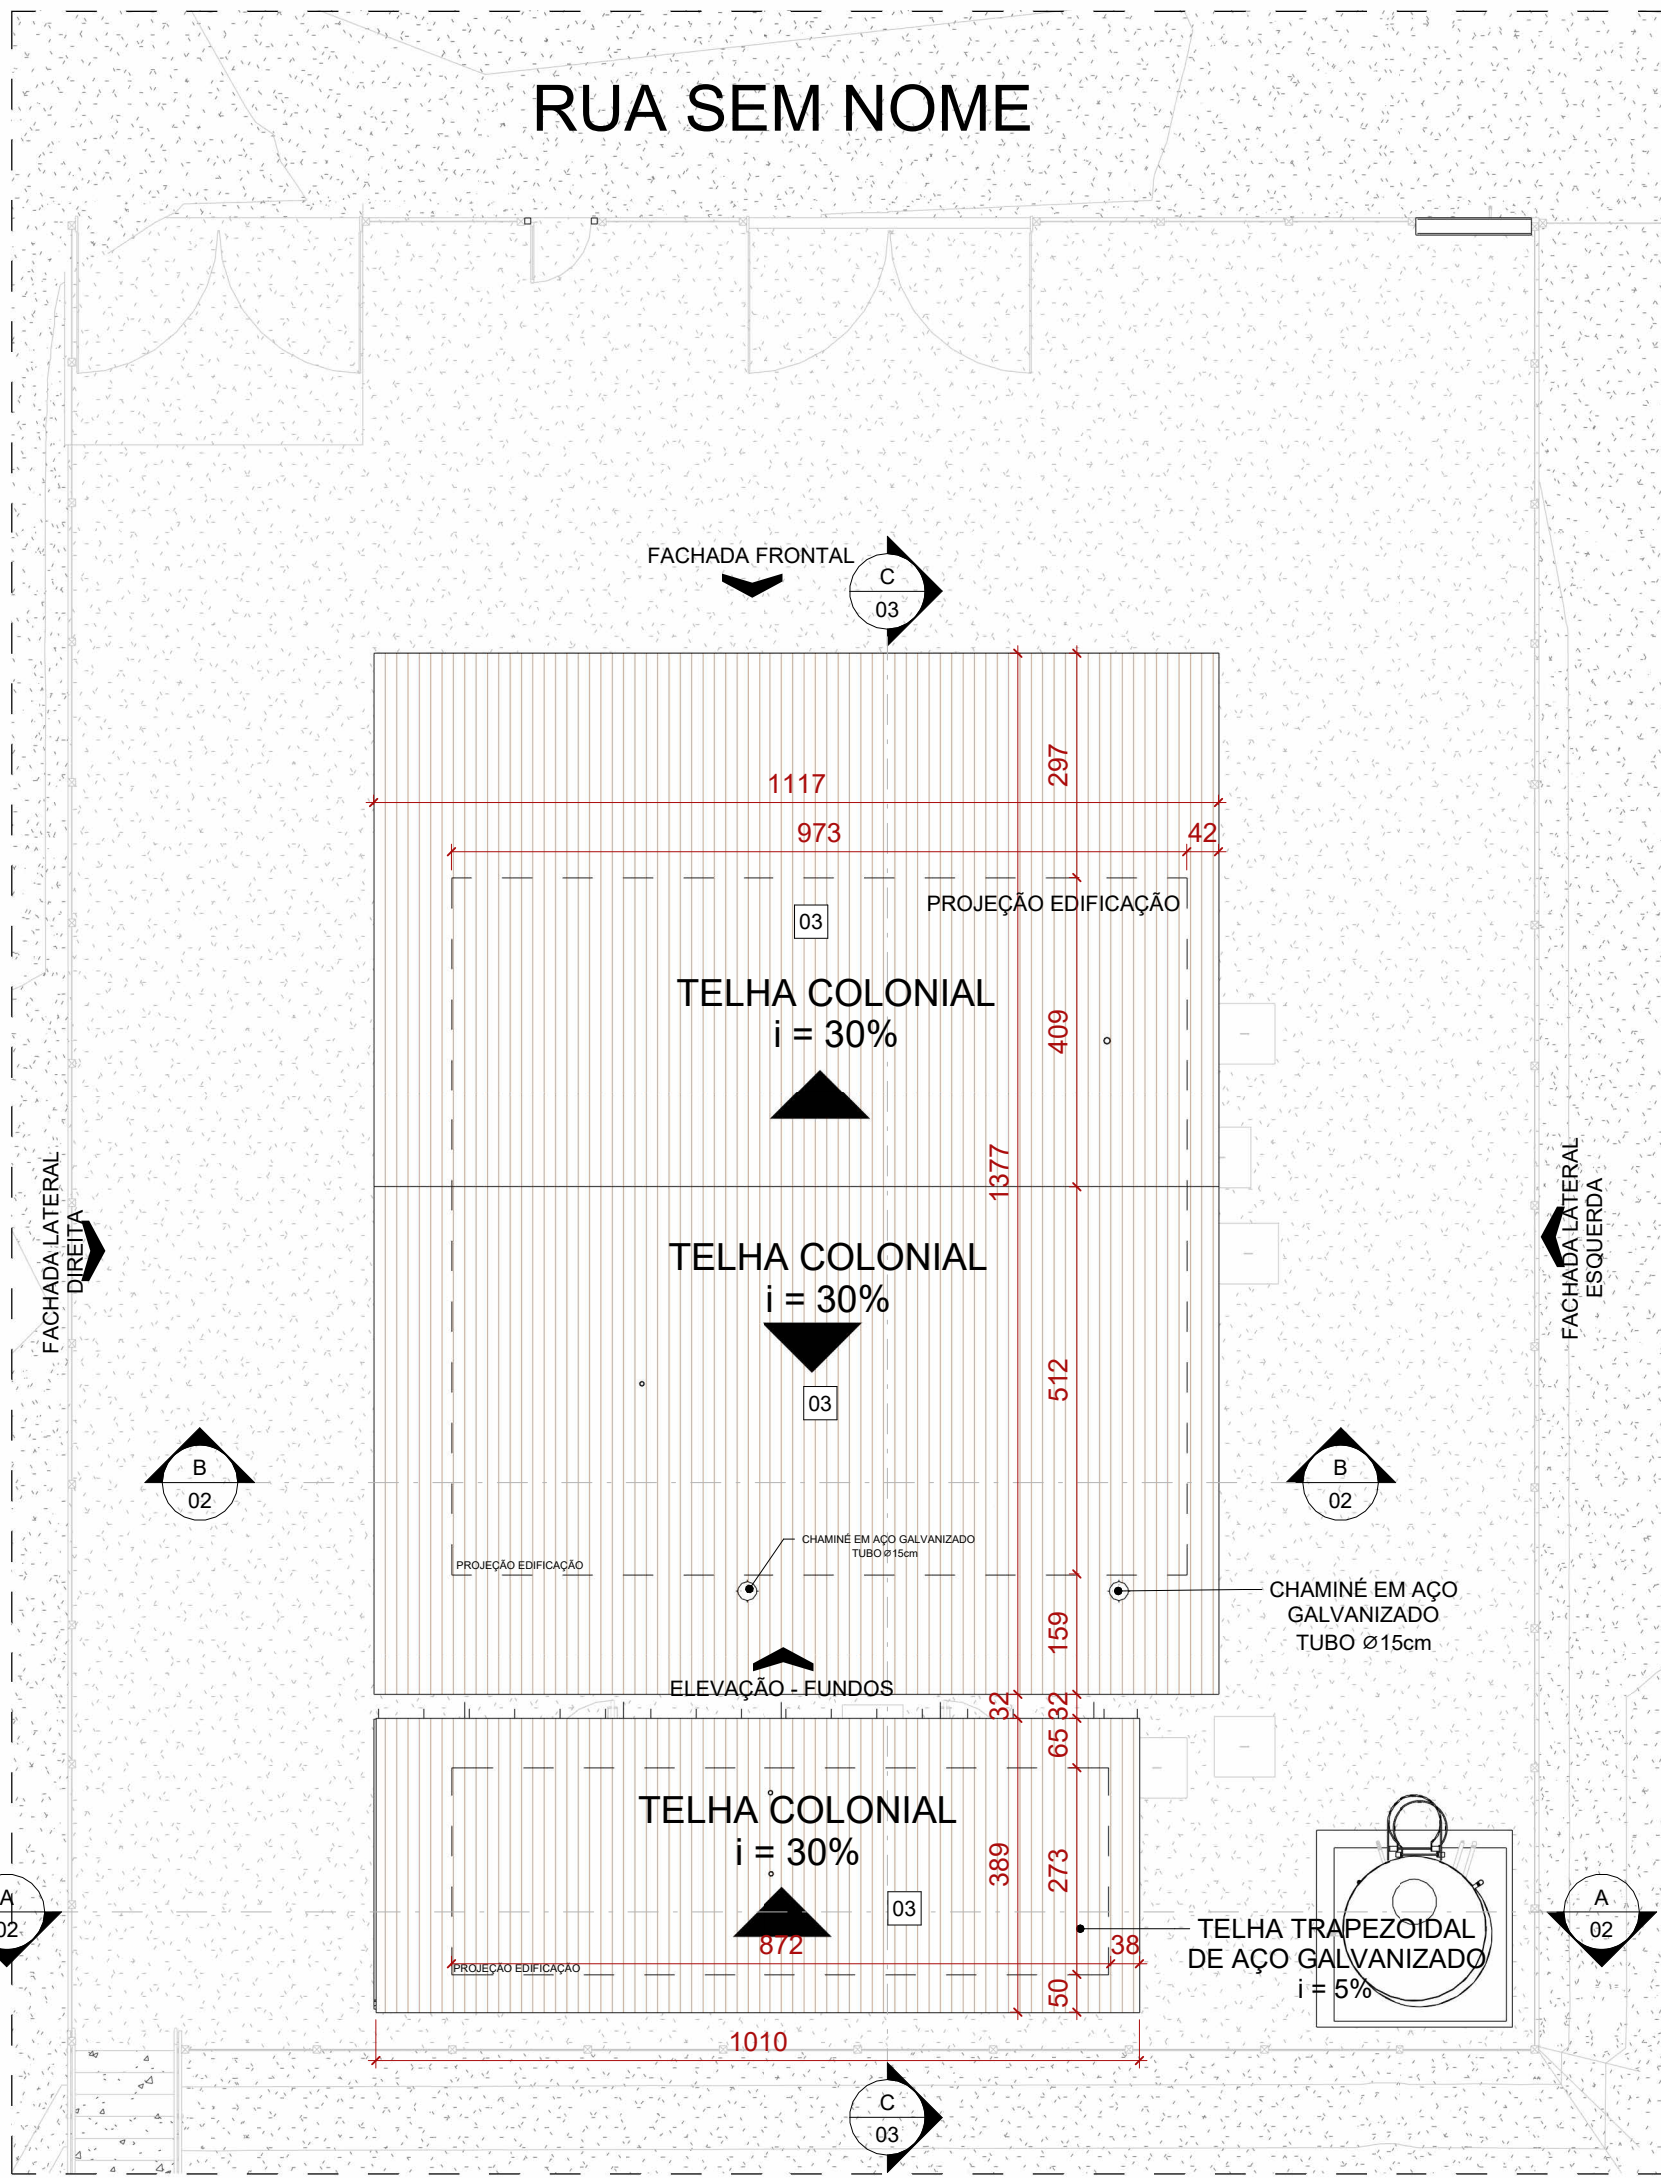 RUA SEM NOME
FACHADA FRONTAL
C
03
297
1117
973
42
PROJEÇÃO EDIFICAÇÃO
03
TELHA COLONIAL
i = 30%
409
1377
FACHADA LATERAL
DIREITA
FACHADA LATERAL
ESQUERDA
TELHA COLONIAL
i = 30%
512
03
B
02
B
02
CHAMINÉ EM AÇO GALVANIZADO
TUBO Ø15cm
PROJEÇÃO EDIFICAÇÃO
CHAMINÉ EM AÇO
GALVANIZADO
TUBO Ø15cm
159
ELEVAÇÃO - FUNDOS
32
32
65
TELHA COLONIAL
i = 30%
389
273
03
A
02
A
02
TELHA TRAPEZOIDAL
DE AÇO GALVANIZADO
i = 5%
872
38
PROJEÇÃO EDIFICAÇÃO
50
1010
C
03